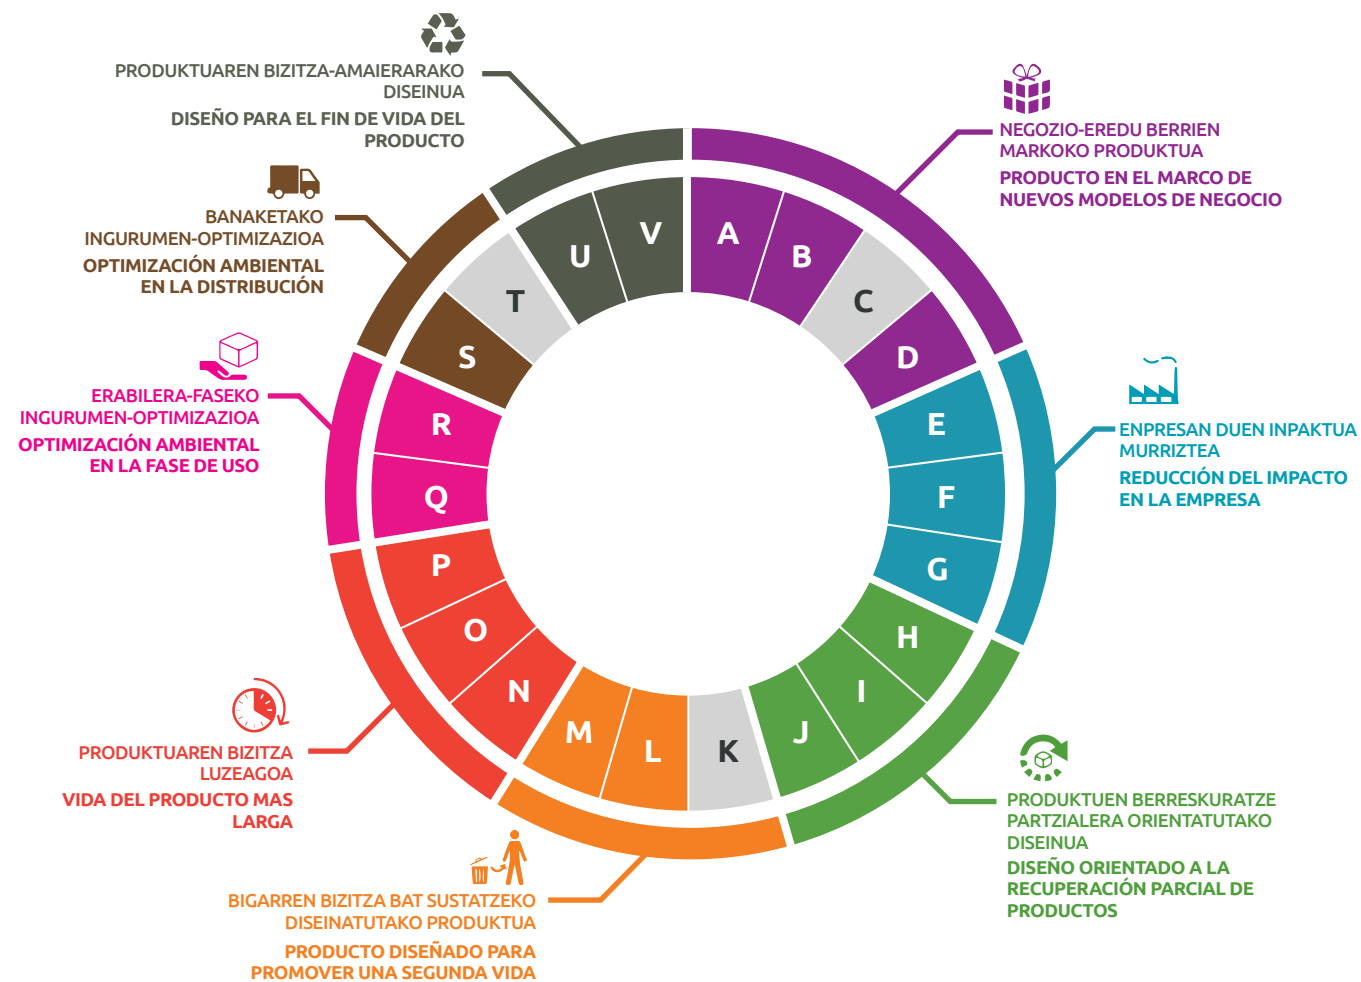 PRODUKTUAREN BIZITZA-AMAIERARAKO
DISEINUA
DISEÑO PARA EL FIN DE VIDA DEL
PRODUCTO
NEGOZIO-EREDU BERRIEN
MARKOKO PRODUKTUA
PRODUCTO EN EL MARCO DE
NUEVOS MODELOS DE NEGOCIO
BANAKETAKO
INGURUMEN-OPTIMIZAZIOA
OPTIMIZACIÓN AMBIENTAL
EN LA DISTRIBUCIÓN
ERABILERA-FASEKO
INGURUMEN-OPTIMIZAZIOA
OPTIMIZACIÓN AMBIENTAL
EN LA FASE DE USO
ENPRESAN DUEN INPAKTUA
MURRIZTEA
REDUCCIÓN DEL IMPACTO
EN LA EMPRESA
A
B
C
D
E
F
G
H
I
J
K
L
M
N
O
P
Q
R
S
T
U
V
PRODUKTUAREN BIZITZA
LUZEAGOA
VIDA DEL PRODUCTO MAS
LARGA
PRODUKTUEN BERRESKURATZE
PARTZIALERA ORIENTATUTAKO
DISEINUA
DISEÑO ORIENTADO A LA
RECUPERACIÓN PARCIAL DE
PRODUCTOS
BIGARREN BIZITZA BAT SUSTATZEKO
DISEINATUTAKO PRODUKTUA
PRODUCTO DISEÑADO PARA
PROMOVER UNA SEGUNDA VIDA